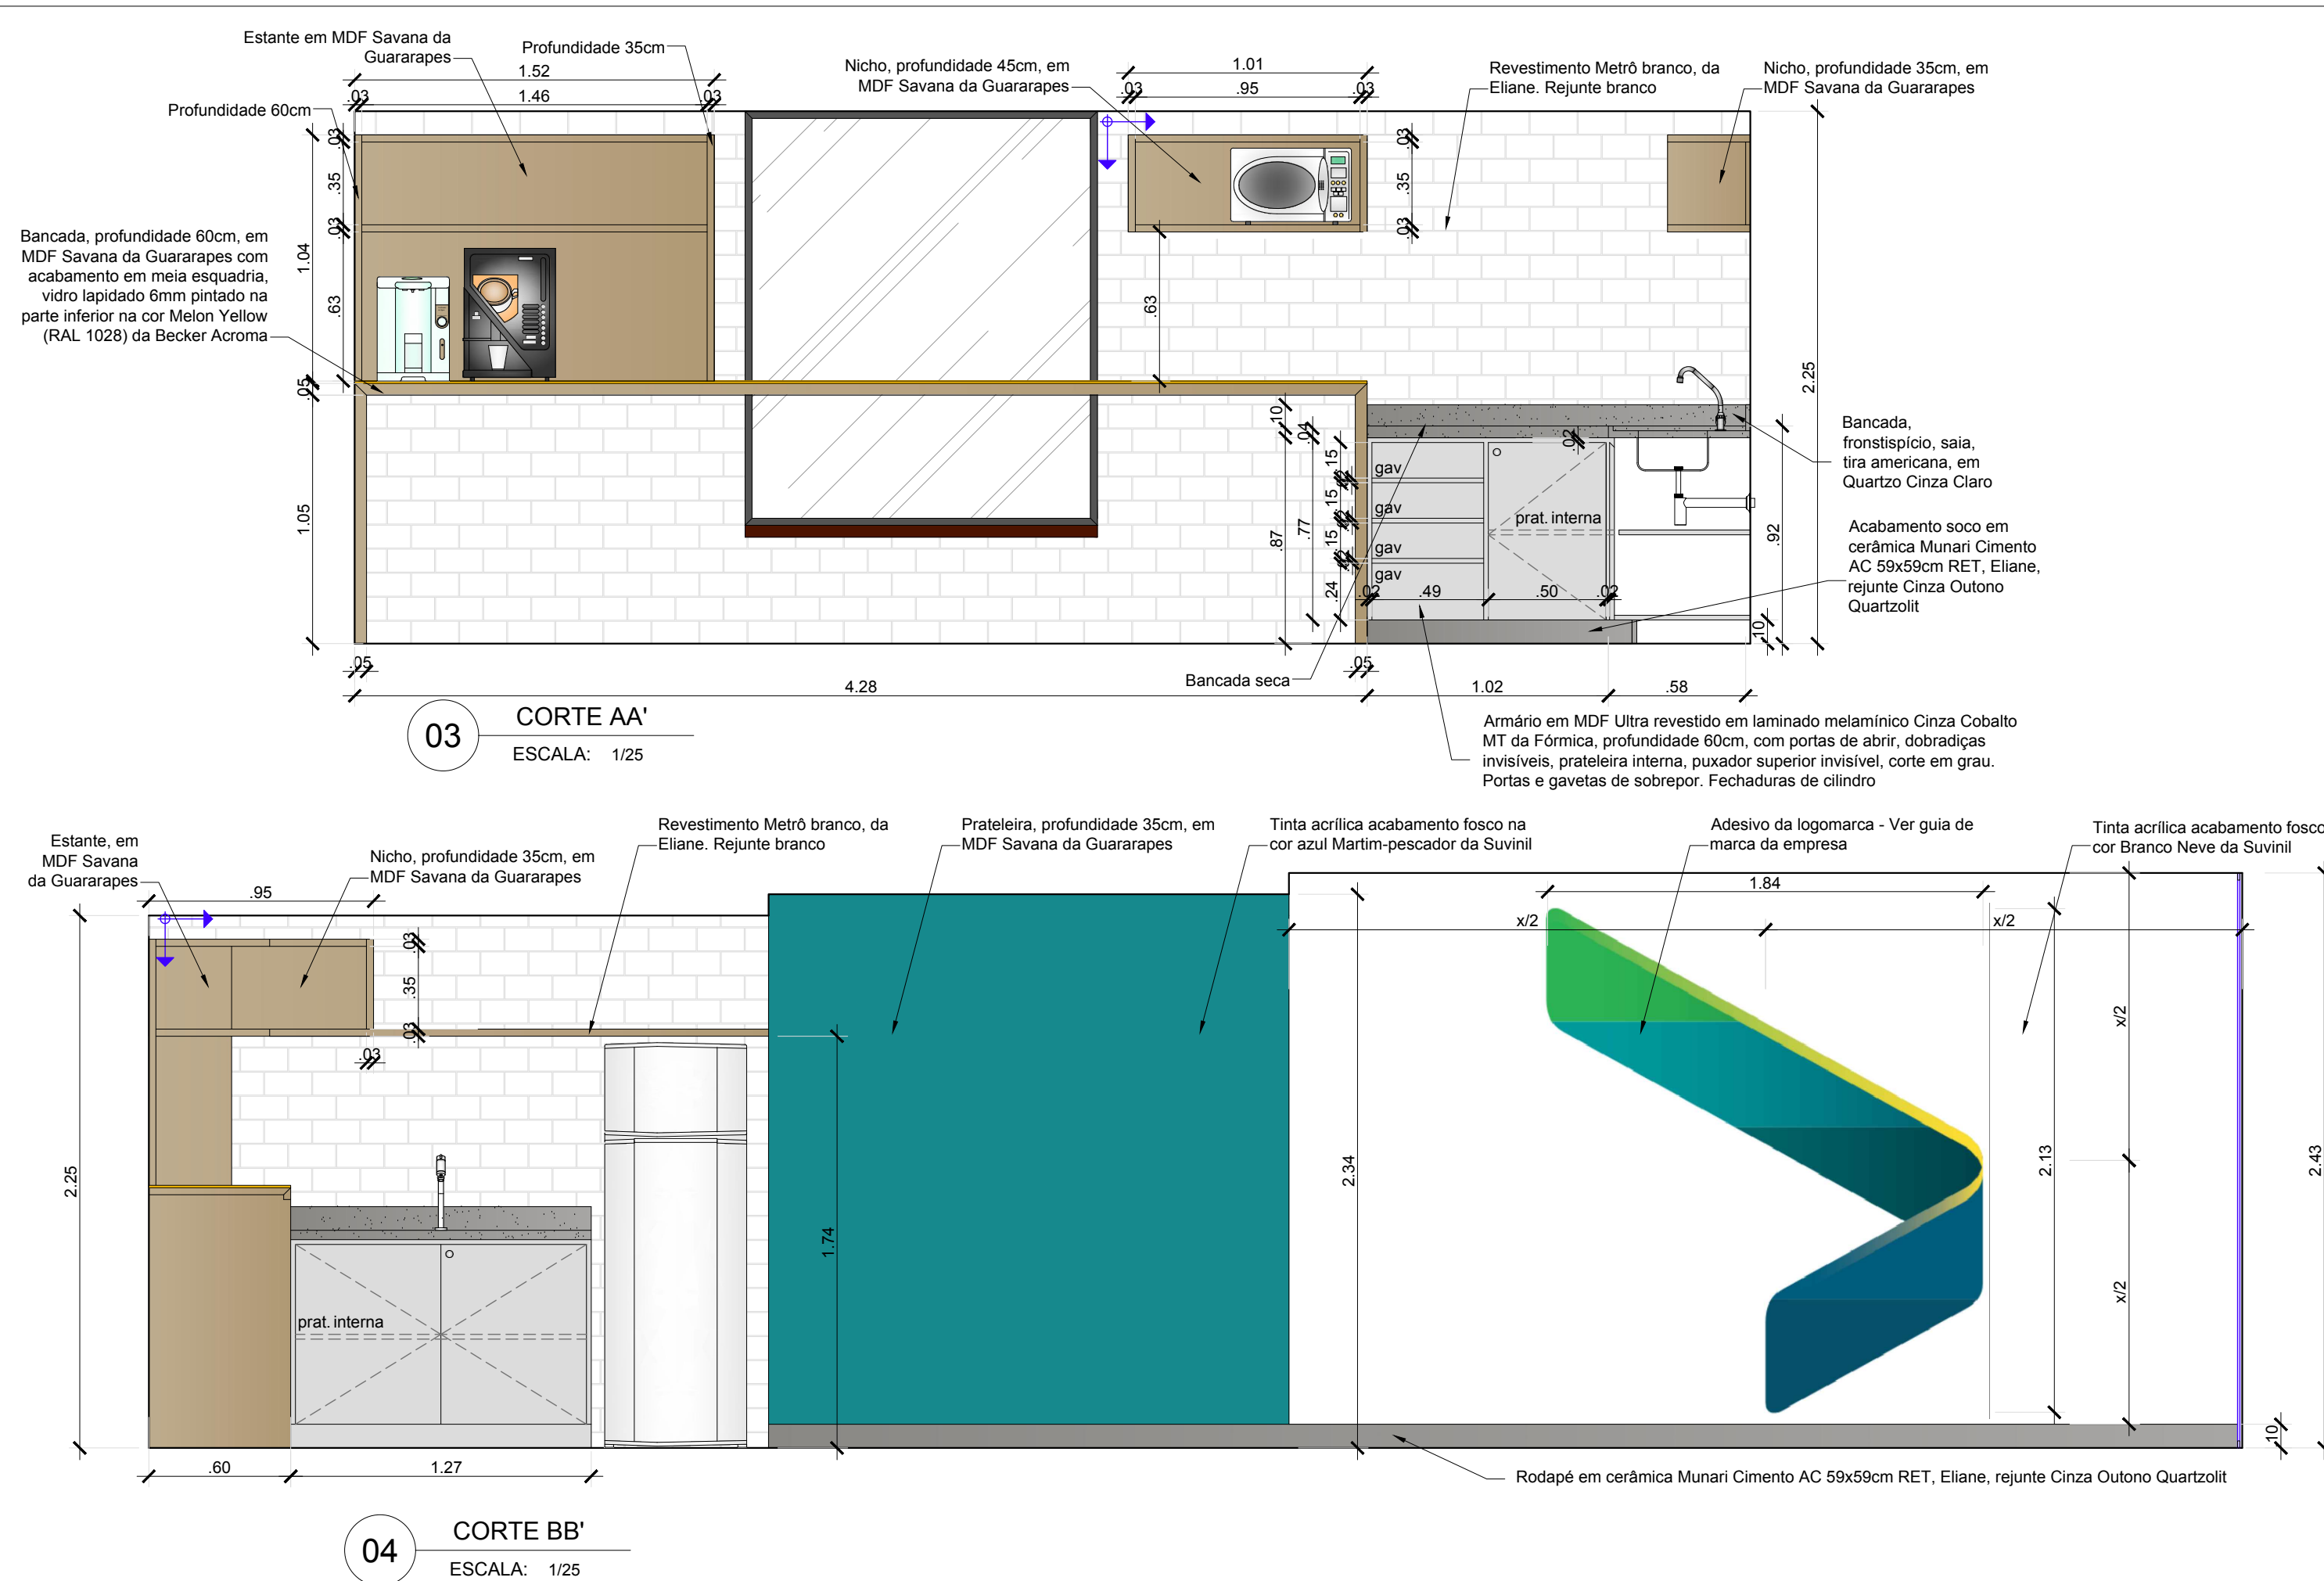 Estante em MDF Savana da
Guararapes
Profundidade 35cm
1.52
.03
1.46
.03
Profundidade 60cm
Nicho, profundidade 45cm, em
MDF Savana da Guararapes
1.01
.03
.95
.03
Revestimento Metrô branco, da
Eliane. Rejunte branco
Nicho, profundidade 35cm, em
MDF Savana da Guararapes
.03
.35
.03
1.04
.63
.05
1.05
Bancada, profundidade 60cm, em
MDF Savana da Guararapes com
acabamento em meia esquadria,
vidro lapidado 6mm pintado na
parte inferior na cor Melon Yellow
(RAL 1028) da Becker Acroma
.03
.35
.03
.63
2.25
.10
.04
.15
.15
.15
.24
.77
.87
.02
gav
gav
gav
gav
prat. interna
.02
.49
.50
.02
.92
.10
Bancada,
fronstispício, saia,
tira americana, em
Quartzo Cinza Claro
Acabamento soco em
cerâmica Munari Cimento
AC 59x59cm RET, Eliane,
rejunte Cinza Outono
Quartzolit
.05
.05
Bancada seca
4.28
1.02
.58
03
CORTE AA'
ESCALA: 1/25
Armário em MDF Ultra revestido em laminado melamínico Cinza Cobalto
MT da Fórmica, profundidade 60cm, com portas de abrir, dobradiças
invisíveis, prateleira interna, puxador superior invisível, corte em grau.
Portas e gavetas de sobrepor. Fechaduras de cilindro
Estante, em
MDF Savana
da Guararapes
.95
Nicho, profundidade 35cm, em
MDF Savana da Guararapes
Revestimento Metrô branco, da
Eliane. Rejunte branco
Prateleira, profundidade 35cm, em
MDF Savana da Guararapes
Tinta acrílica acabamento fosco na
cor azul Martim-pescador da Suvinil
Adesivo da logomarca - Ver guia de
marca da empresa
Tinta acrílica acabamento fosco
cor Branco Neve da Suvinil
1.84
x/2
x/2
.03
.35
.03
.03
x/2
x/2
2.25
1.74
2.34
2.13
2.43
.10
prat. interna
.60
1.27
Rodapé em cerâmica Munari Cimento AC 59x59cm RET, Eliane, rejunte Cinza Outono Quartzolit
04
CORTE BB'
ESCALA: 1/25